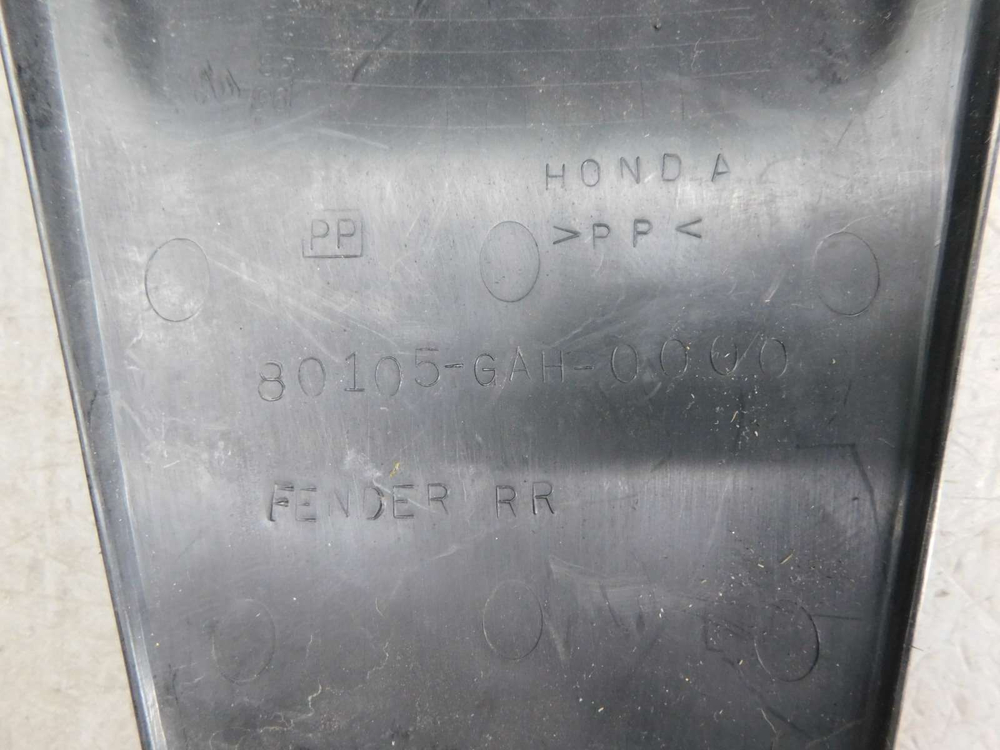 HONDA
PP >PP<
80105-GAH-0000
FENDER RR